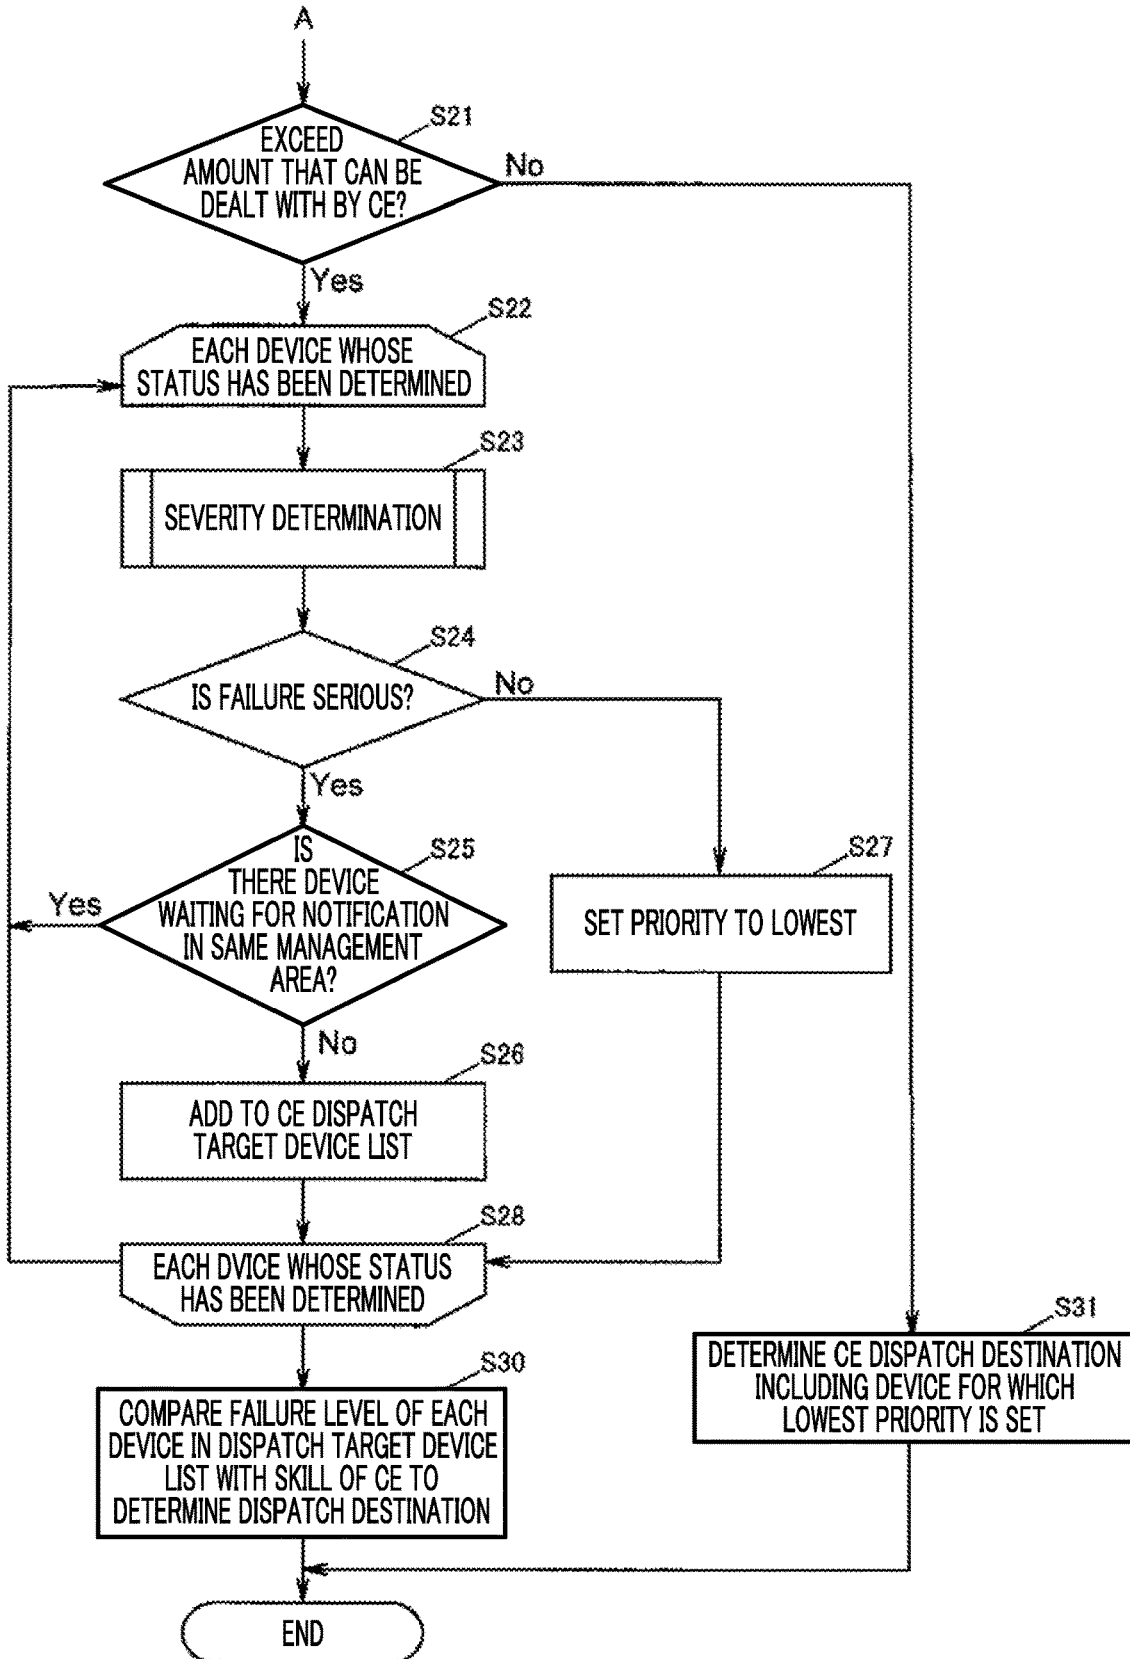 A
S21
EXCEED
AMOUNT THAT CAN BE
DEALT WITH BY CE?
No
Yes
S22
EACH DEVICE WHOSE
STATUS HAS BEEN DETERMINED
S23
SEVERITY DETERMINATION
S24
IS FAILURE SERIOUS?
No
Yes
S25
IS
THERE DEVICE
WAITING FOR NOTIFICATION
IN SAME MANAGEMENT
AREA?
Yes
No
S27
SET PRIORITY TO LOWEST
S26
ADD TO CE DISPATCH
TARGET DEVICE LIST
S28
EACH DVICE WHOSE STATUS
HAS BEEN DETERMINED
S30
COMPARE FAILURE LEVEL OF EACH
DEVICE IN DISPATCH TARGET DEVICE
LIST WITH SKILL OF CE TO
DETERMINE DISPATCH DESTINATION
S31
DETERMINE CE DISPATCH DESTINATION
INCLUDING DEVICE FOR WHICH
LOWEST PRIORITY IS SET
END